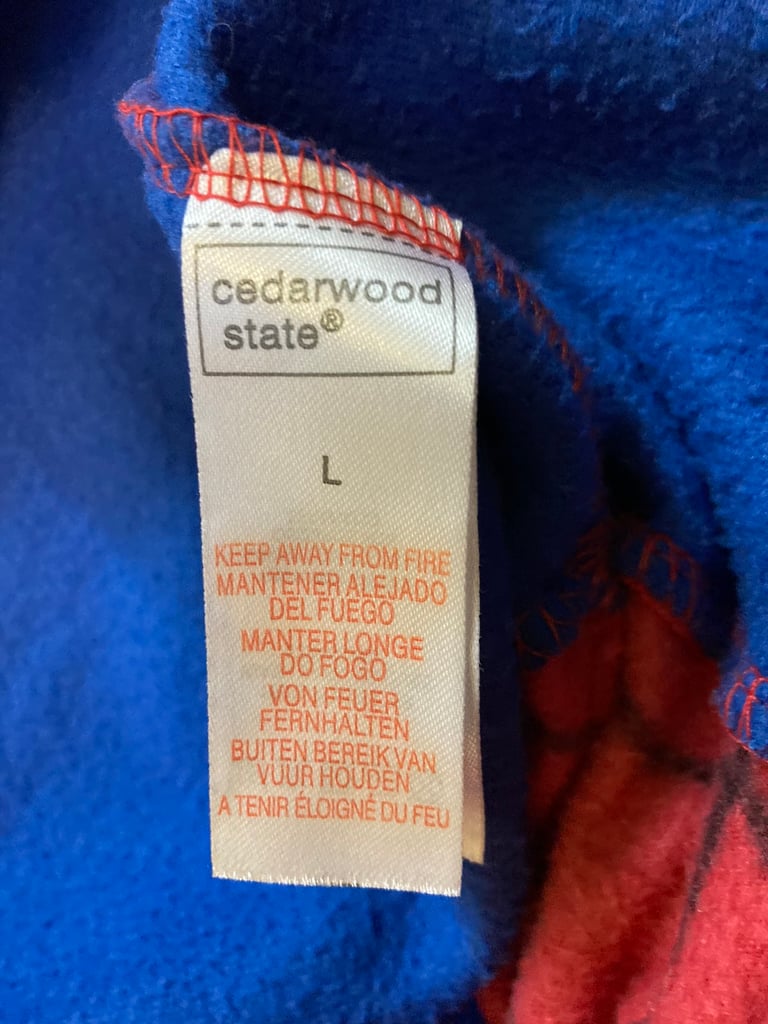 cedarwood
state®
L
KEEP AWAY FROM FIRE
MANTENER ALEJADO
DEL FUEGO
MANTER LONGE
DO FOGO
VON FEUER
FERNHALTEN
BUITEN BEREIK VAN
VUUR HOUDEN
A TENIR ÉLOIGNÉ DU FEU